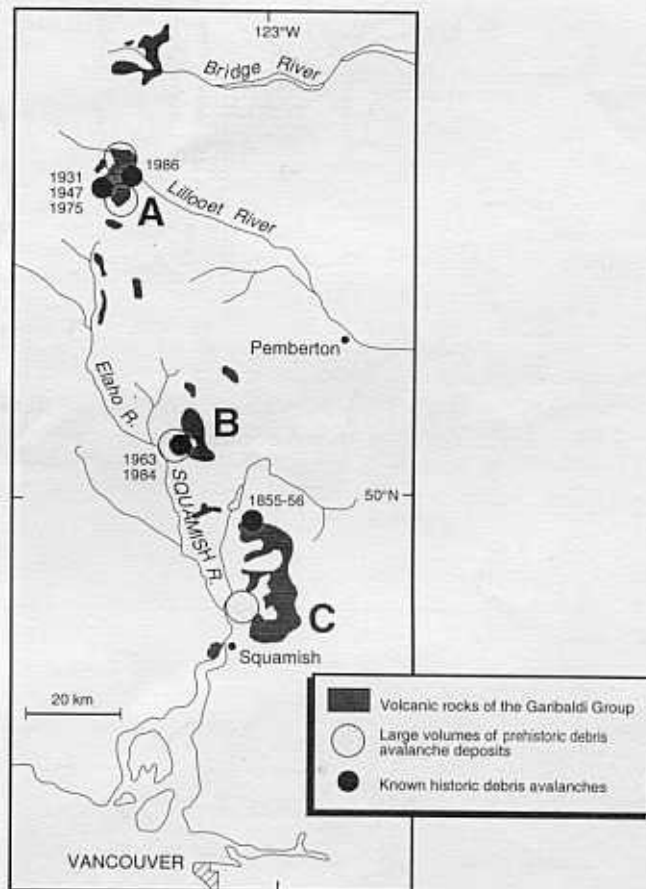 123°W
Bridge River
1986
1931
1947
1975
A
Lillooet River
Pemberton
Elaho R.
B
1963
1984
SQUAMISH R.
1855-56
50°N
C
Squamish
20 km
Volcanic rocks of the Garibaldi Group
Large volumes of prehistoric debris
avalanche deposits
Known historic debris avalanches
VANCOUVER